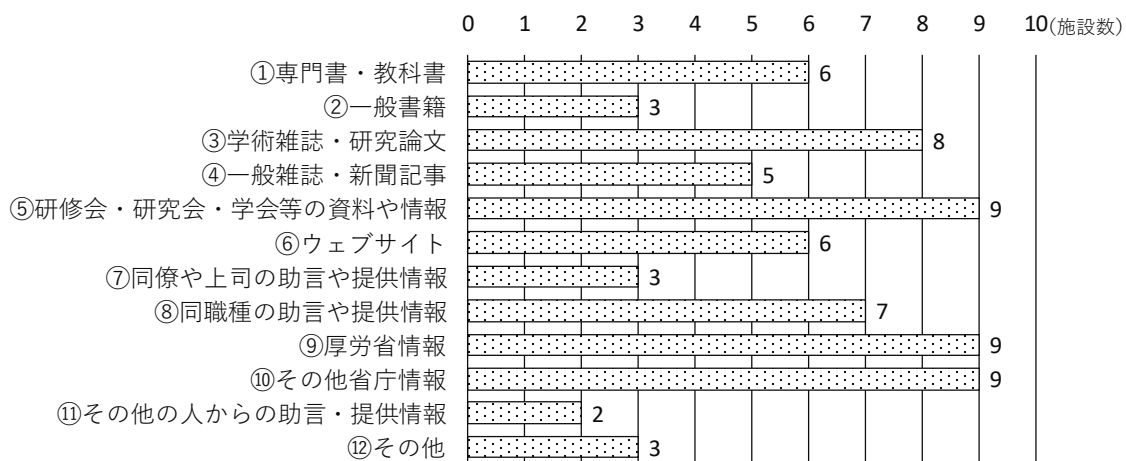 0 1 2 3 4 5 6 7 8 9 10(施設数)
①専門書・教科書 6
②一般書籍 3
③学術雑誌・研究論文 8
④一般雑誌・新聞記事 5
⑤研修会・研究会・学会等の資料や情報 9
⑥ウェブサイト 6
⑦同僚や上司の助言や提供情報 3
⑧同職種の助言や提供情報 7
⑨厚労省情報 9
⑩その他省庁情報 9
⑪その他の人からの助言・提供情報 2
⑫その他 3